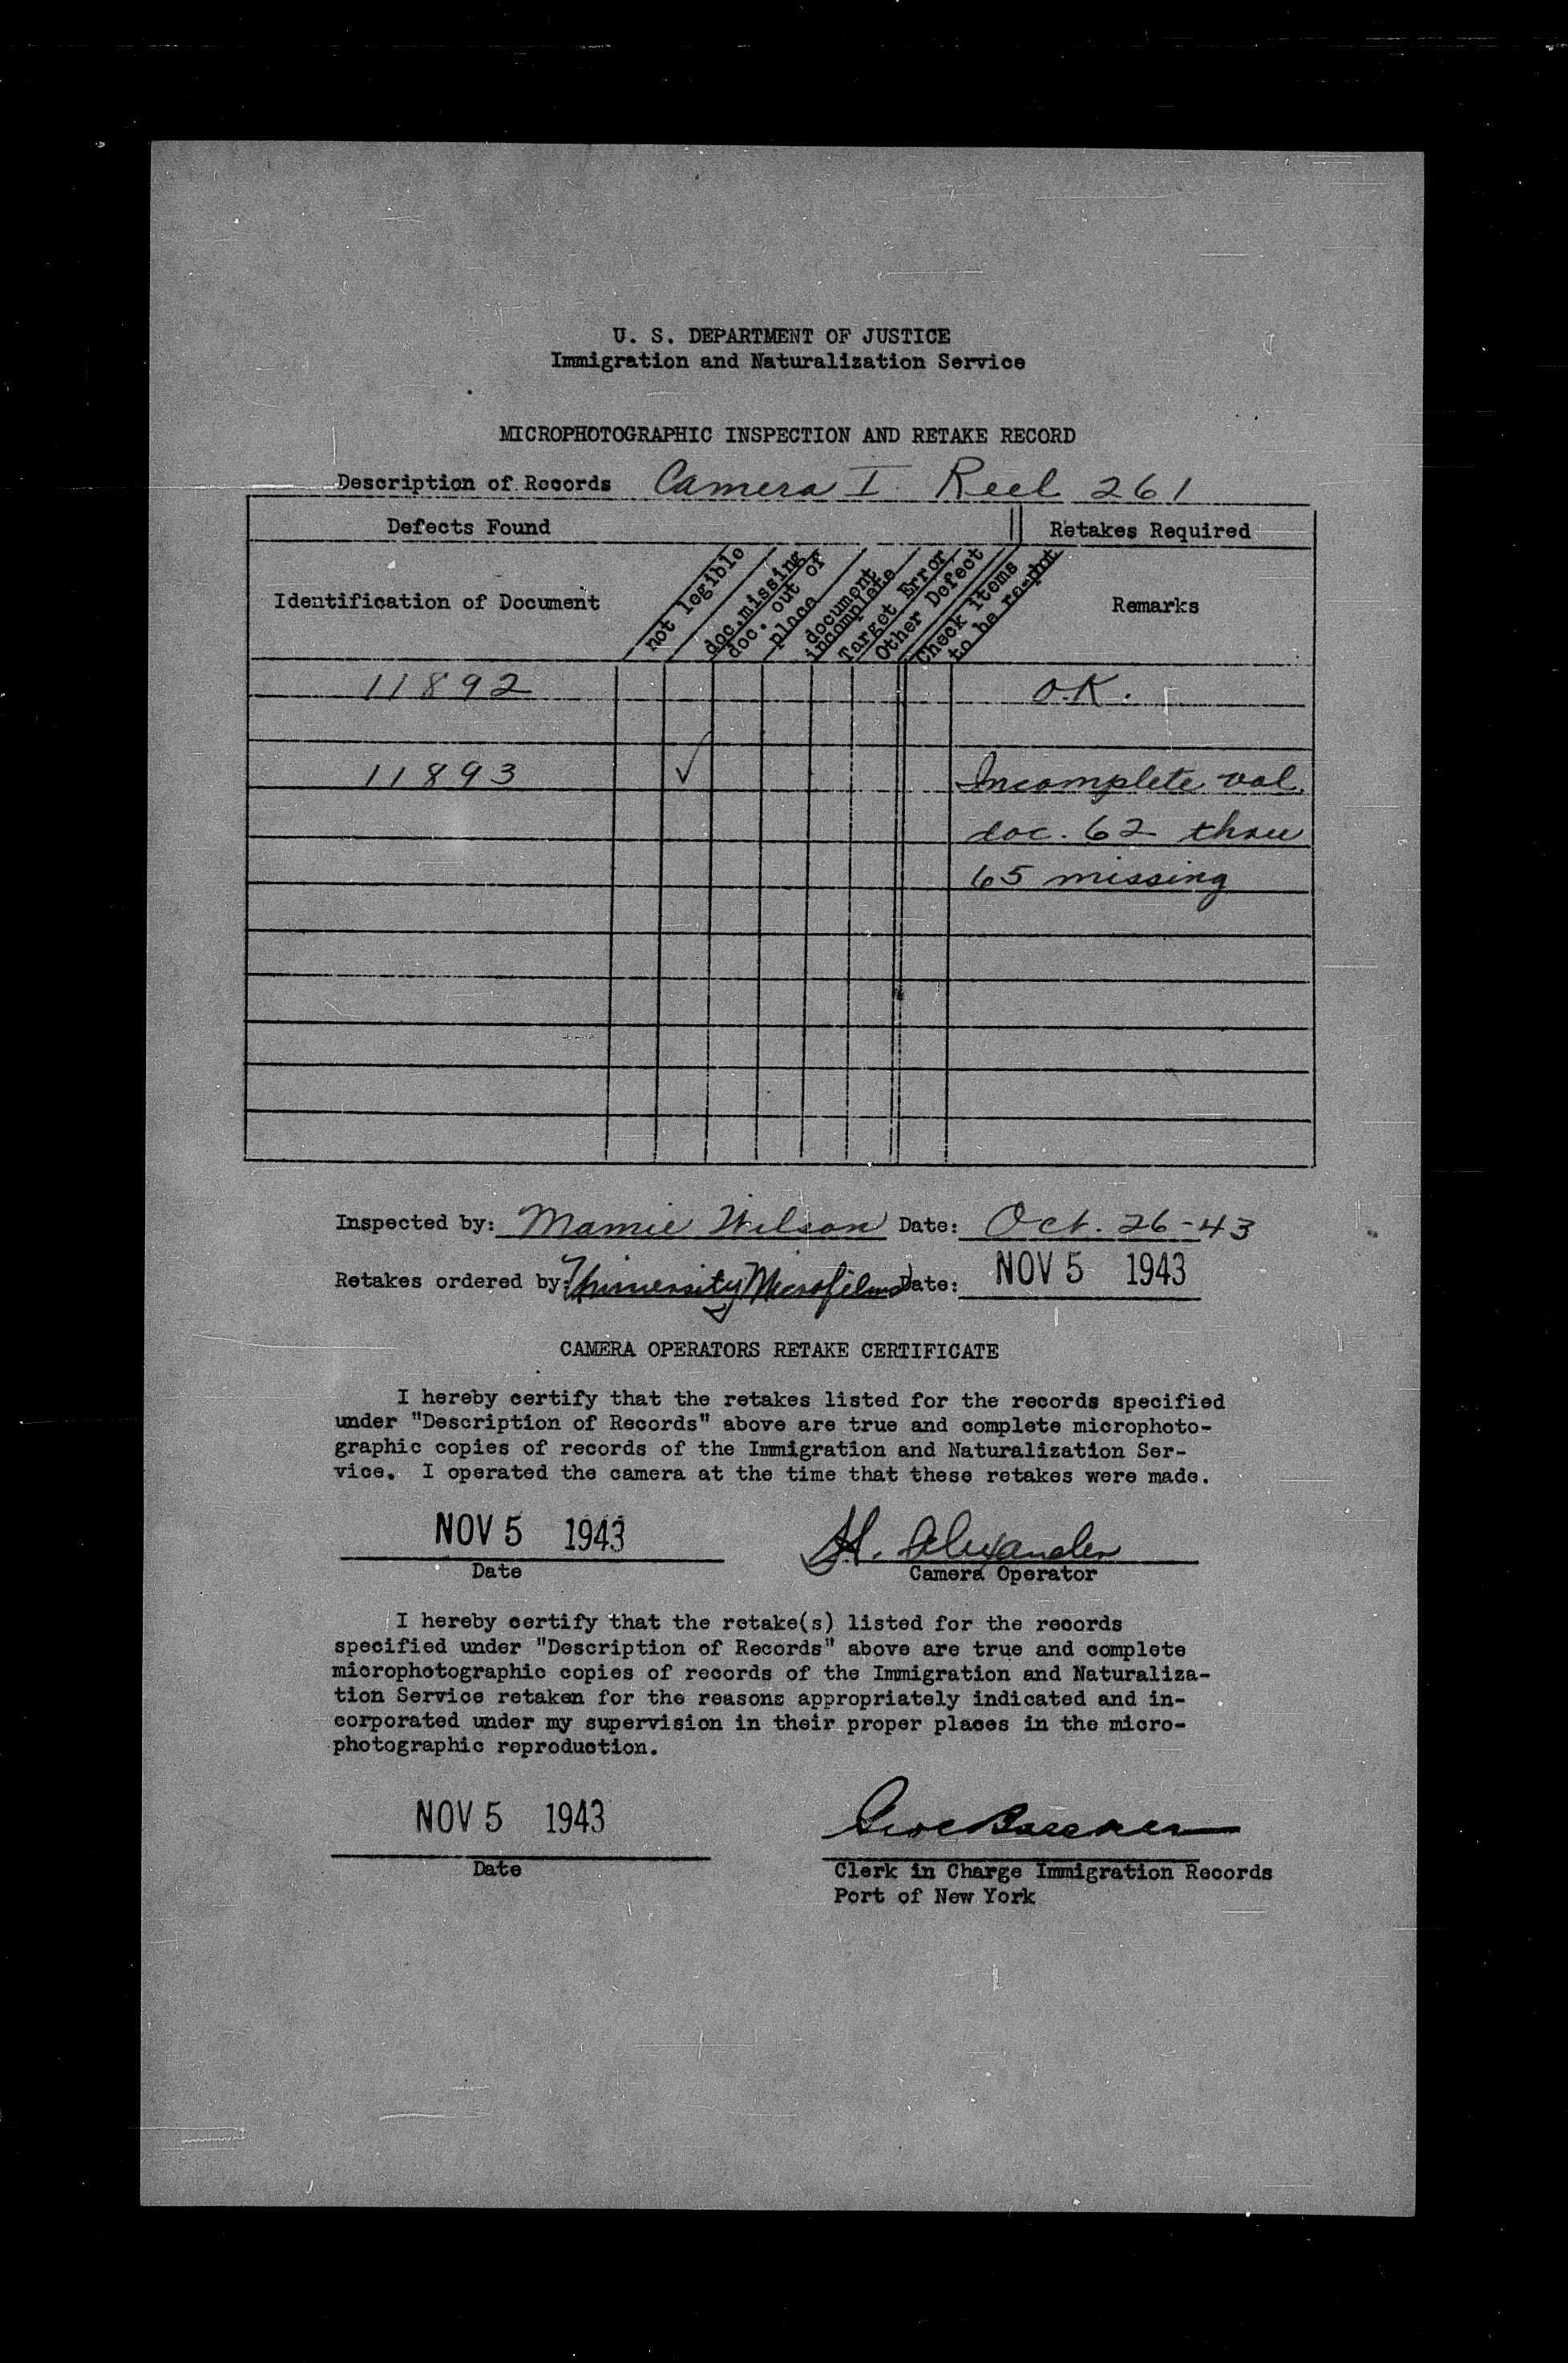 U. S. DEPARTMENT OF JUSTICE
Immigration and Naturalization Service
MICROPHOTOGRAPHIC INSPECTION AND RETAKE RECORD
Description of Records Camera I Reel 261
Defects Found
Retakes Required
Identification of Document
not legible
doc. missing
doc. out of
place
document
incomplete
Target Error
Other Defect
Check Items
to be re-phot
Remarks
11892 O.K.
11893 ✓ Incomplete vol.
doc. 62 thru
65 missing
Inspected by: Mamie Wilson Date: Oct. 26-43
Retakes ordered by: University Microfilms Date: NOV 5 1943
CAMERA OPERATORS RETAKE CERTIFICATE
I hereby certify that the retakes listed for the records specified
under "Description of Records" above are true and complete microphoto-
graphic copies of records of the Immigration and Naturalization Ser-
vice. I operated the camera at the time that these retakes were made.
NOV 5 1943 H. Alexander
Date Camera Operator
I hereby certify that the retake(s) listed for the records
specified under "Description of Records" above are true and complete
microphotographic copies of records of the Immigration and Naturaliza-
tion Service retaken for the reasons appropriately indicated and in-
corporated under my supervision in their proper places in the micro-
photographic reproduction.
NOV 5 1943
Date Clerk in Charge Immigration Records
Port of New York